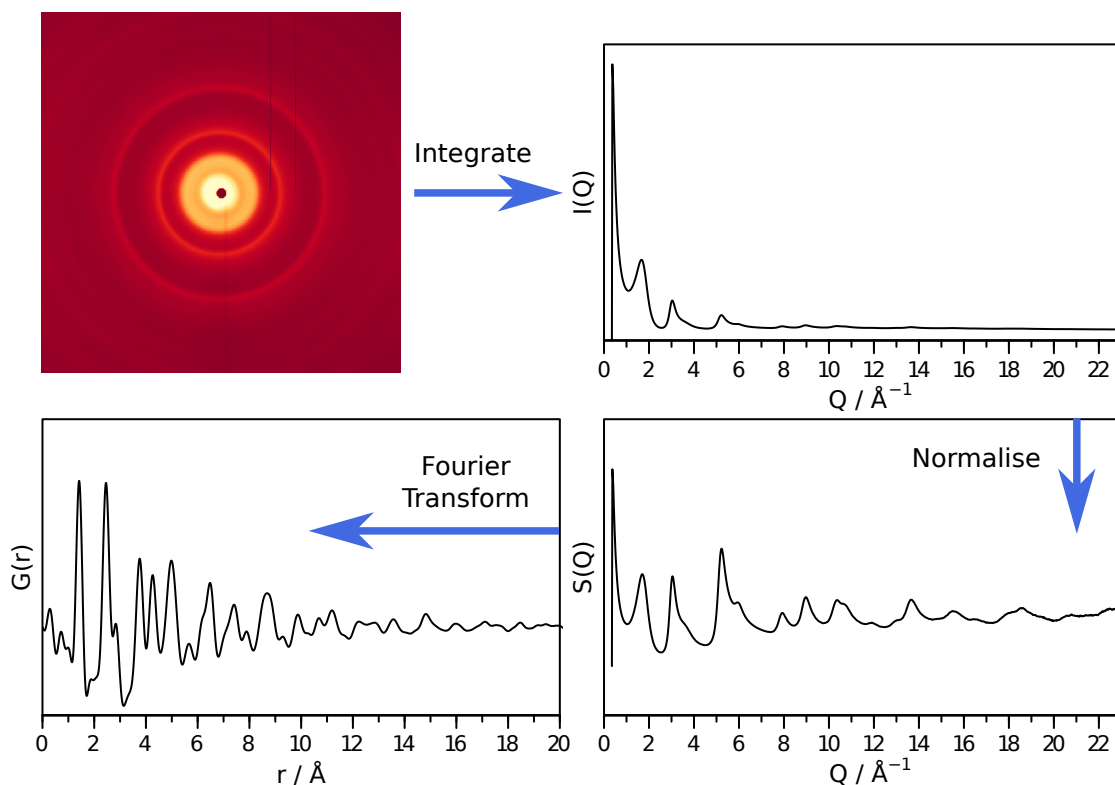 Integrate
I(Q)
0 2 4 6 8 10 12 14 16 18 20 22
Q / Å⁻¹
Normalise
S(Q)
0 2 4 6 8 10 12 14 16 18 20 22
Q / Å⁻¹
Fourier
Transform
G(r)
0 2 4 6 8 10 12 14 16 18 20
r / Å